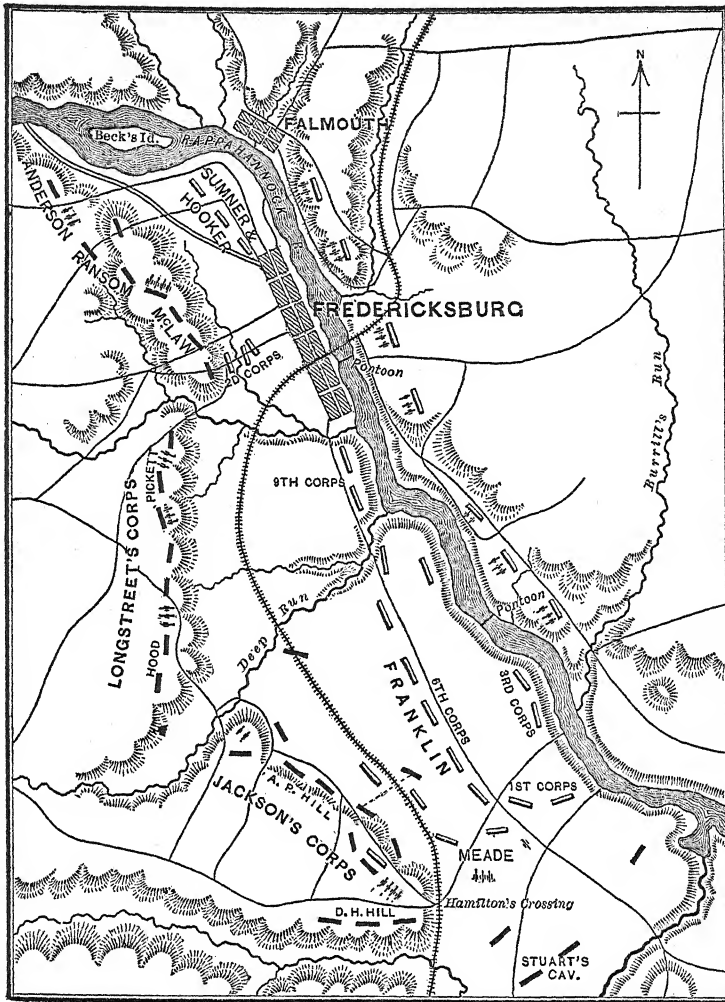 N
FALMOUTH
Beck's Id.
RAPPAHANNOCK R.
ANDERSON
SUMNER &
HOOKER
RANSOM
McLAW
FREDERICKSBURG
2D CORPS
Pontoon
Burrill's Run
PICKETT
9TH CORPS
LONGSTREET'S CORPS
Pontoon
Deep Run
HOOD
FRANKLIN
6TH CORPS
3RD CORPS
A.P. HILL
JACKSON'S CORPS
1ST CORPS
MEADE
Hamilton's Crossing
D.H. HILL
STUART'S
CAV.